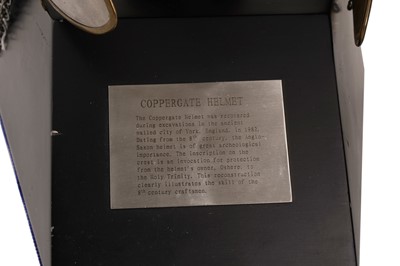 COPPERGATE HELMET
The Coppergate helmet was recovered
during excavations in the ancient
walled city of York, England, in 1982.
Dating from the 8th century, the Anglo-
Saxon helmet is of great archeological
importance. The inscription on the
crest is an invocation for protection
from the helmet's owner, Oshere, to
the Holy Trinity. This reconstruction
clearly illustrates the skill of the
8th century craftsman.